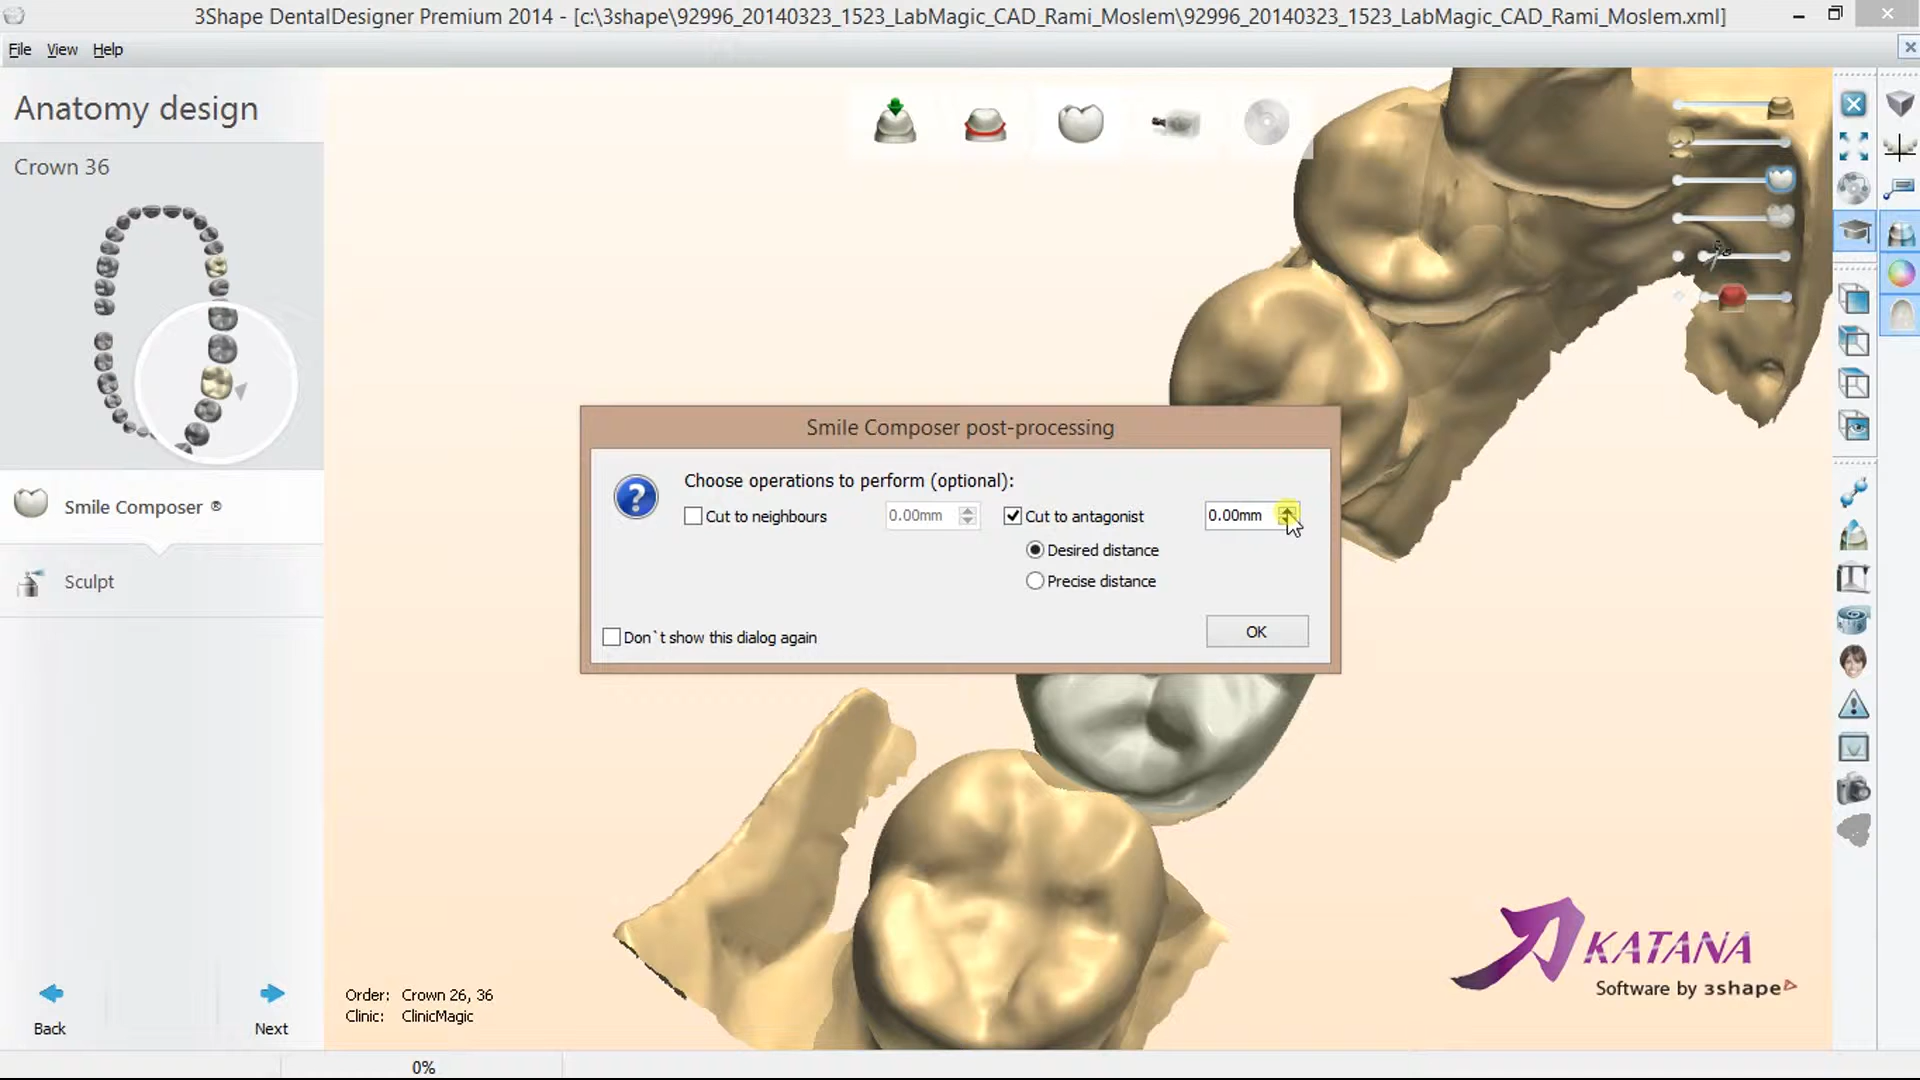 3Shape DentalDesigner Premium 2014 - [c:\3shape\92996_20140323_1523_LabMagic_CAD_Rami_Moslem\92996_20140323_1523_LabMagic_CAD_Rami_Moslem.xml]
File View Help
Anatomy design
Crown 36
Smile Composer ®
Sculpt
Smile Composer post-processing
Choose operations to perform (optional):
Cut to neighbours 0.00mm Cut to antagonist 0.00mm
Desired distance
Precise distance
Don`t show this dialog again
OK
KATANA
Software by 3shape
Order: Crown 26, 36
Clinic: ClinicMagic
Back
Next
0%